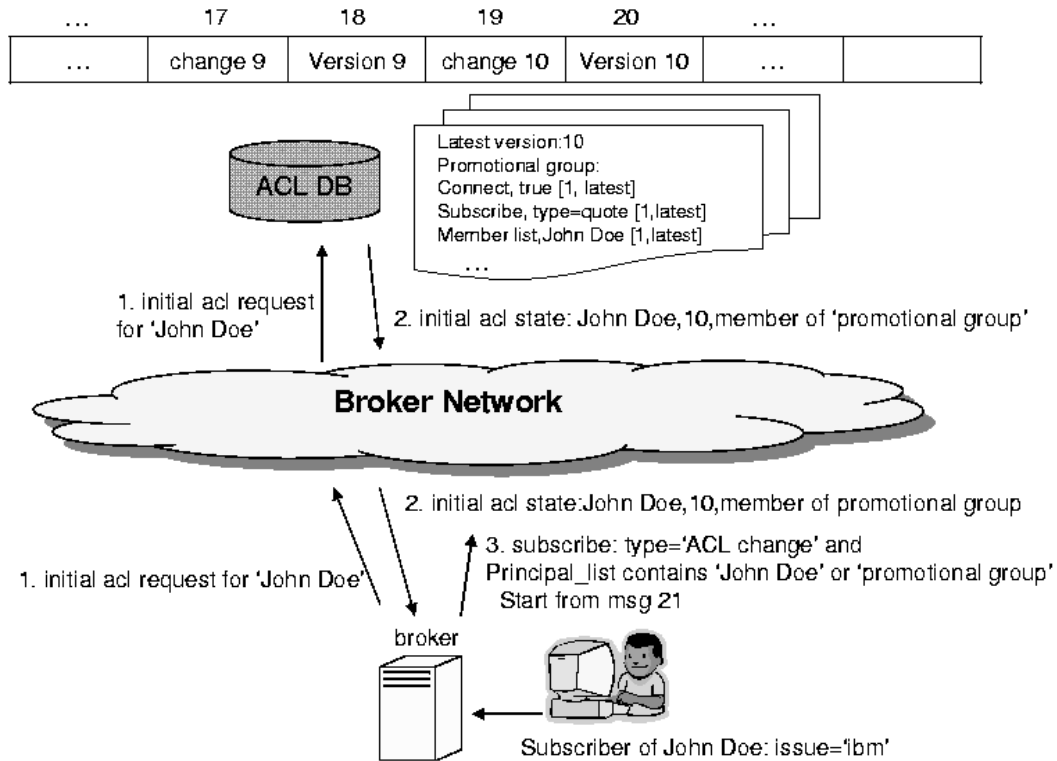 ... 17 18 19 20 ...
... change 9 Version 9 change 10 Version 10 ...
Latest version:10
Promotional group:
Connect, true [1, latest]
Subscribe, type=quote [1,latest]
Member list,John Doe [1,latest]
...
ACL DB
1. initial acl request
for ‘John Doe’
2. initial acl state: John Doe,10,member of ‘promotional group’
Broker Network
2. initial acl state:John Doe,10,member of promotional group
3. subscribe: type=‘ACL change’ and
Principal_list contains ‘John Doe’ or ‘promotional group’
Start from msg 21
1. initial acl request for ‘John Doe’
broker
Subscriber of John Doe: issue=‘ibm’